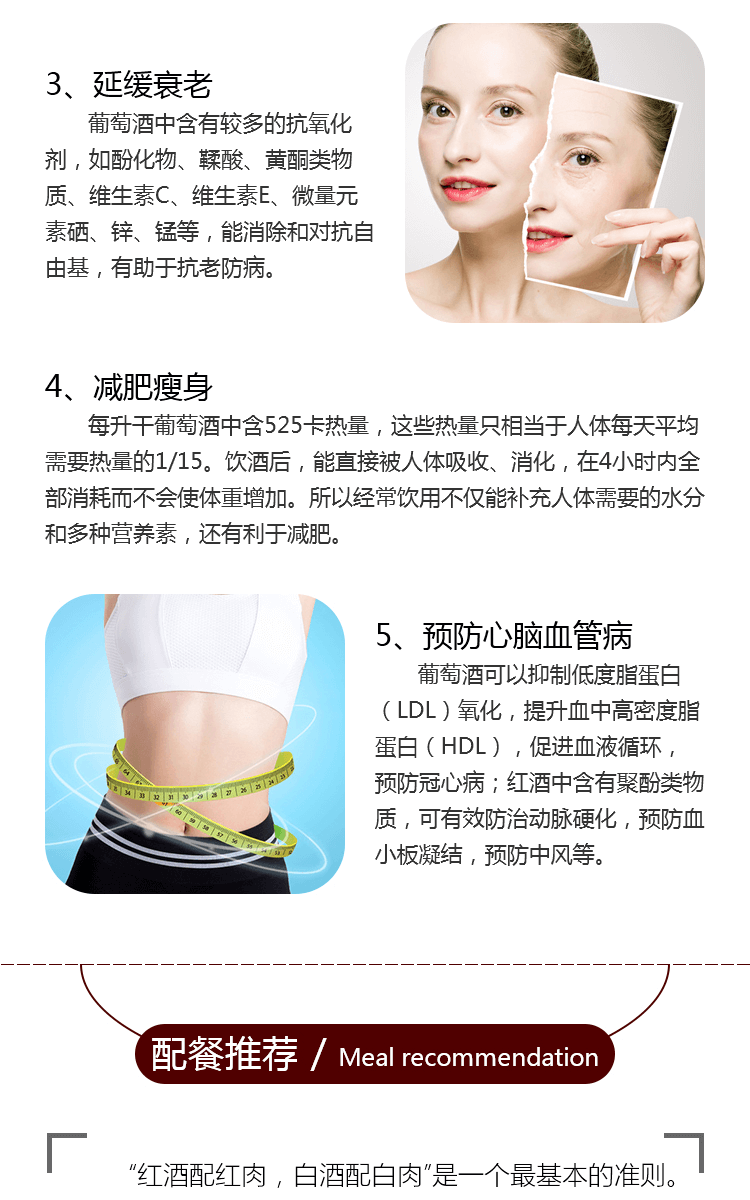 3、延缓衰老
葡萄酒中含有较多的抗氧化
剂，如酚化物、鞣酸、黄酮类物
质、维生素C、维生素E、微量元
素硒、锌、锰等，能消除和对抗自
由基，有助于抗老防病。
4、减肥瘦身
每升干葡萄酒中含525卡热量，这些热量只相当于人体每天平均
需要热量的1/15。饮酒后，能直接被人体吸收、消化，在4小时内全
部消耗而不会使体重增加。所以经常饮用不仅能补充人体需要的水分
和多种营养素，还有利于减肥。
5、预防心脑血管病
葡萄酒可以抑制低度脂蛋白
（LDL）氧化，提升血中高密度脂
蛋白（HDL），促进血液循环，
预防冠心病；红酒中含有聚酚类物
质，可有效防治动脉硬化，预防血
小板凝结，预防中风等。
配餐推荐 / Meal recommendation
“红酒配红肉，白酒配白肉”是一个最基本的准则。